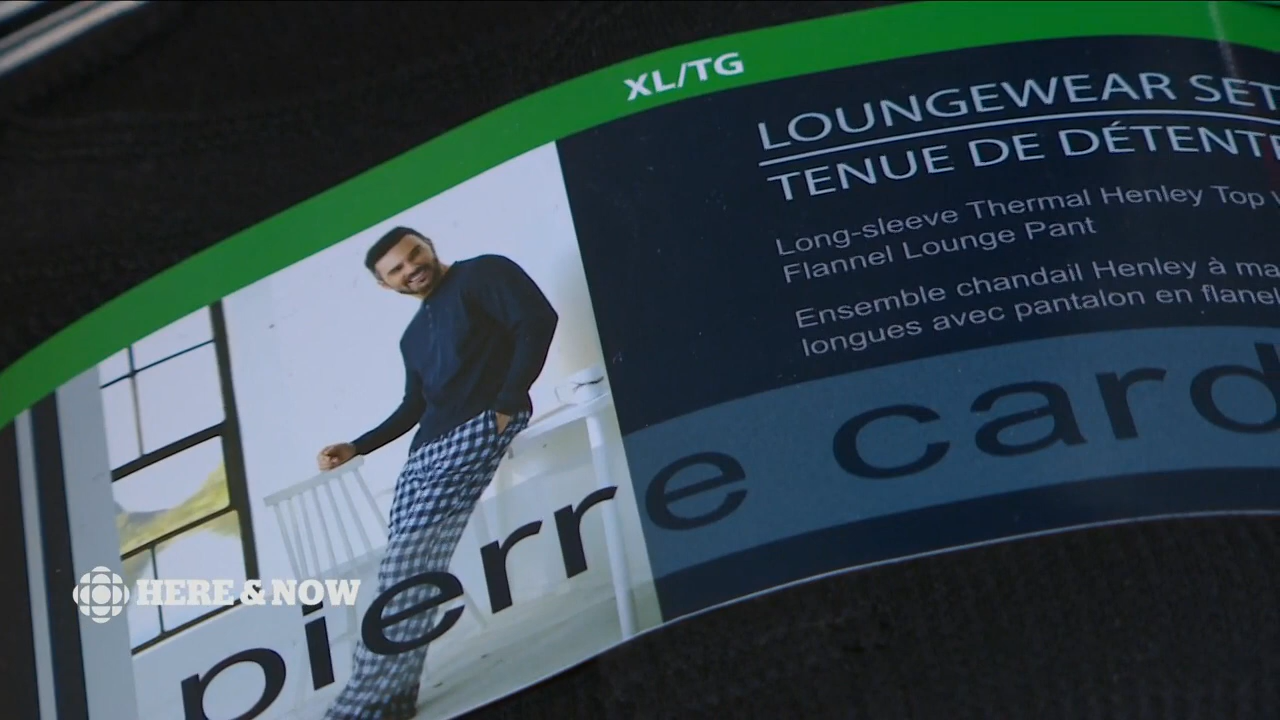 XL/TG
LOUNGEWEAR SET
TENUE DE DÉTENTE
Long-sleeve Thermal Henley Top
Flannel Lounge Pant
Ensemble chandail Henley à
longues avec pantalon en
pierre card
HERE & NOW